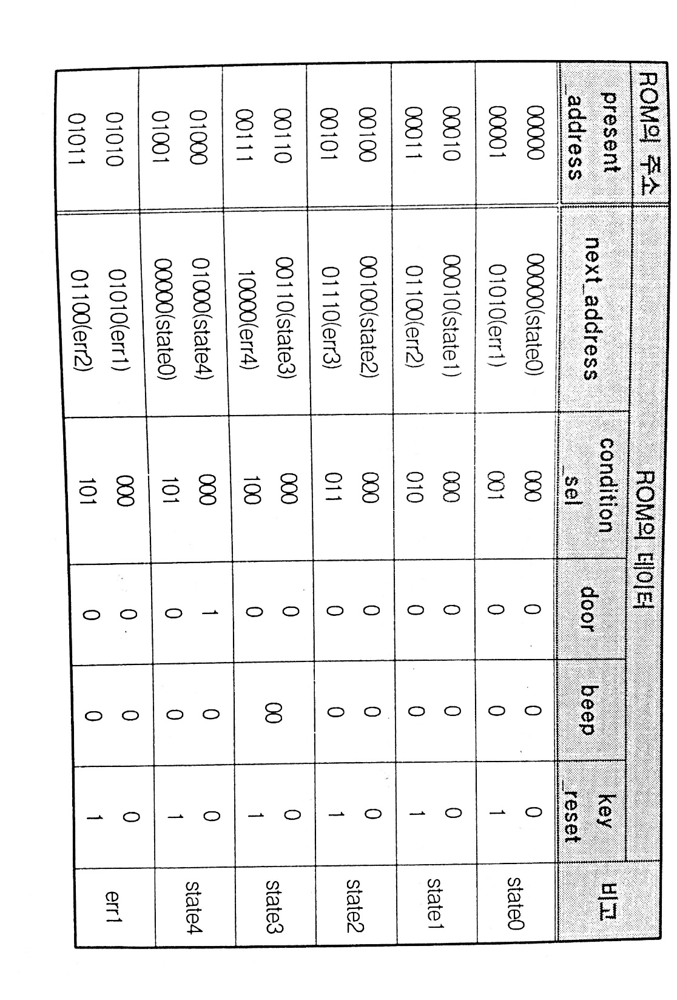 ROM의 주소 ROM의 데이터 비고
present_address next_address condition_sel door beep key_reset
00000 00000(state0) 000 0 0 0 state0
00001 01010(err1) 001 0 0 1
00010 00010(state1) 000 0 0 0 state1
00011 01100(err2) 010 0 0 1
00100 00100(state2) 000 0 0 0 state2
00101 01110(err3) 011 0 0 1
00110 00110(state3) 000 0 00 0 state3
00111 10000(err4) 100 0 1
01000 01000(state4) 000 1 0 0 state4
01001 00000(state0) 101 0 0 1
01010 01010(err1) 000 0 0 0 err1
01011 01100(err2) 101 0 0 1